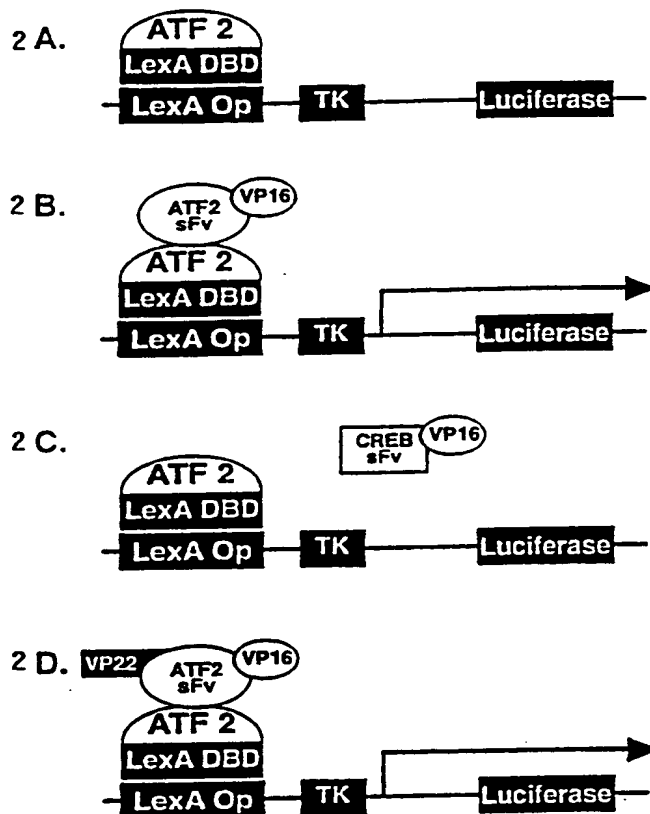 2 A.
ATF 2
LexA DBD
LexA Op TK Luciferase
2 B.
ATF2
sFv
VP16
ATF 2
LexA DBD
LexA Op TK Luciferase
2 C.
CREB
sFv
VP16
ATF 2
LexA DBD
LexA Op TK Luciferase
2 D.
VP22
ATF2
sFv
VP16
ATF 2
LexA DBD
LexA Op TK Luciferase